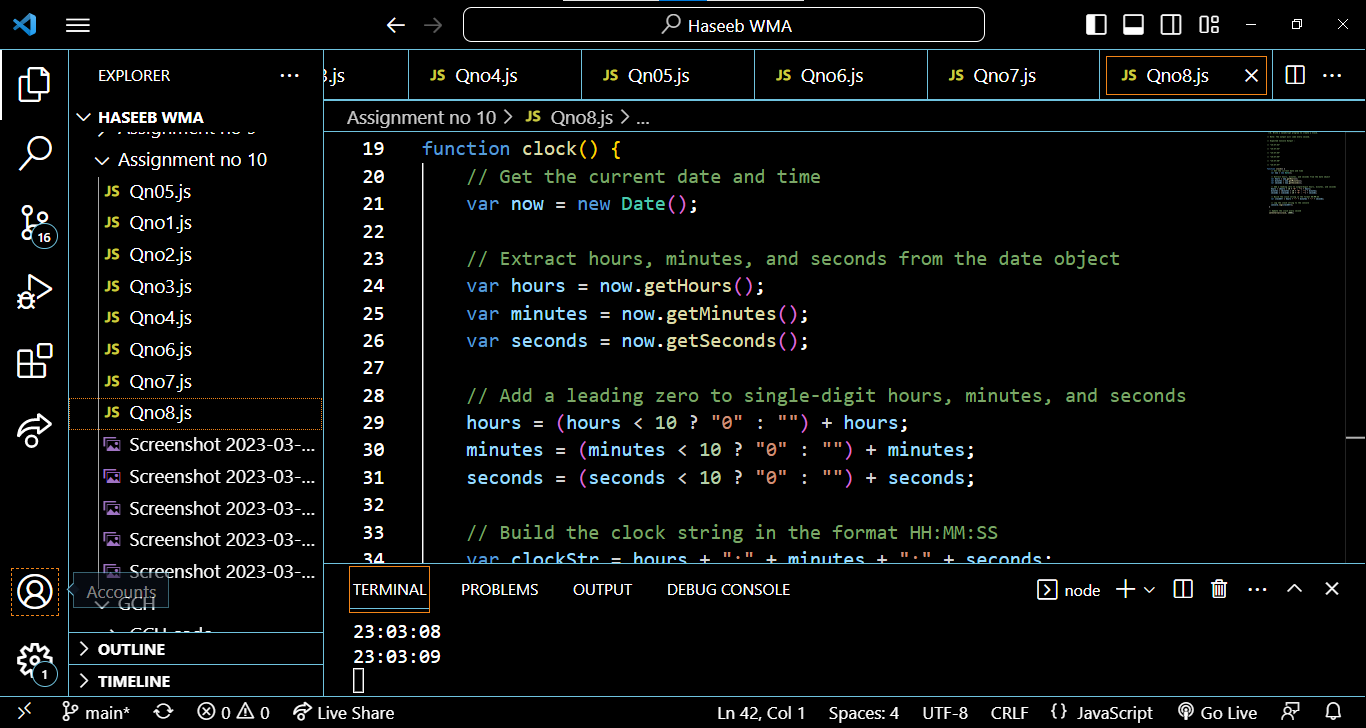 Haseeb WMA
EXPLORER
HASEEB WMA
Assignment no 9
Assignment no 10
Qn05.js
Qno1.js
Qno2.js
Qno3.js
Qno4.js
Qno6.js
Qno7.js
Qno8.js
Screenshot 2023-03-...
Screenshot 2023-03-...
Screenshot 2023-03-...
Screenshot 2023-03-...
Screenshot 2023-03-...
GCH
GCH code
OUTLINE
TIMELINE
16
Accounts
1
3.js
JS Qno4.js
JS Qn05.js
JS Qno6.js
JS Qno7.js
JS Qno8.js
Assignment no 10 > JS Qno8.js > ...
19 function clock() {
20 // Get the current date and time
21 var now = new Date();
22
23 // Extract hours, minutes, and seconds from the date object
24 var hours = now.getHours();
25 var minutes = now.getMinutes();
26 var seconds = now.getSeconds();
27
28 // Add a leading zero to single-digit hours, minutes, and seconds
29 hours = (hours < 10 ? "0" : "") + hours;
30 minutes = (minutes < 10 ? "0" : "") + minutes;
31 seconds = (seconds < 10 ? "0" : "") + seconds;
32
33 // Build the clock string in the format HH:MM:SS
34 var clockStr = hours + ":" + minutes + ":" + seconds;
TERMINAL PROBLEMS OUTPUT DEBUG CONSOLE
node
23:03:08
23:03:09
main* 0 0 Live Share Ln 42, Col 1 Spaces: 4 UTF-8 CRLF {} JavaScript Go Live